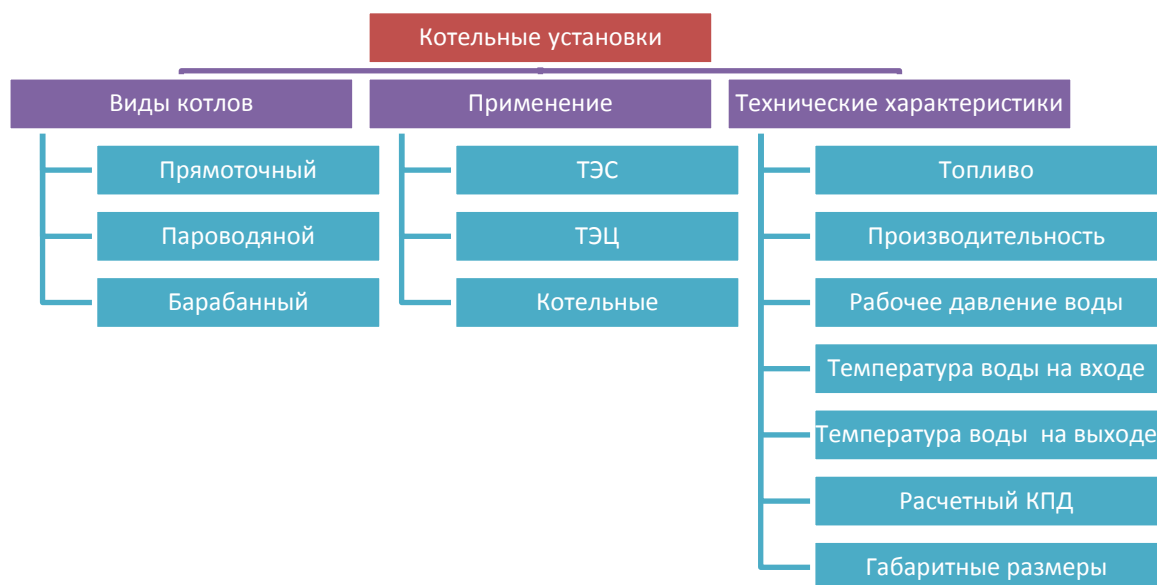 Котельные установки
Виды котлов
Прямоточный
Пароводяной
Барабанный
Применение
ТЭС
ТЭЦ
Котельные
Технические характеристики
Топливо
Производительность
Рабочее давление воды
Температура воды на входе
Температура воды на выходе
Расчетный КПД
Габаритные размеры